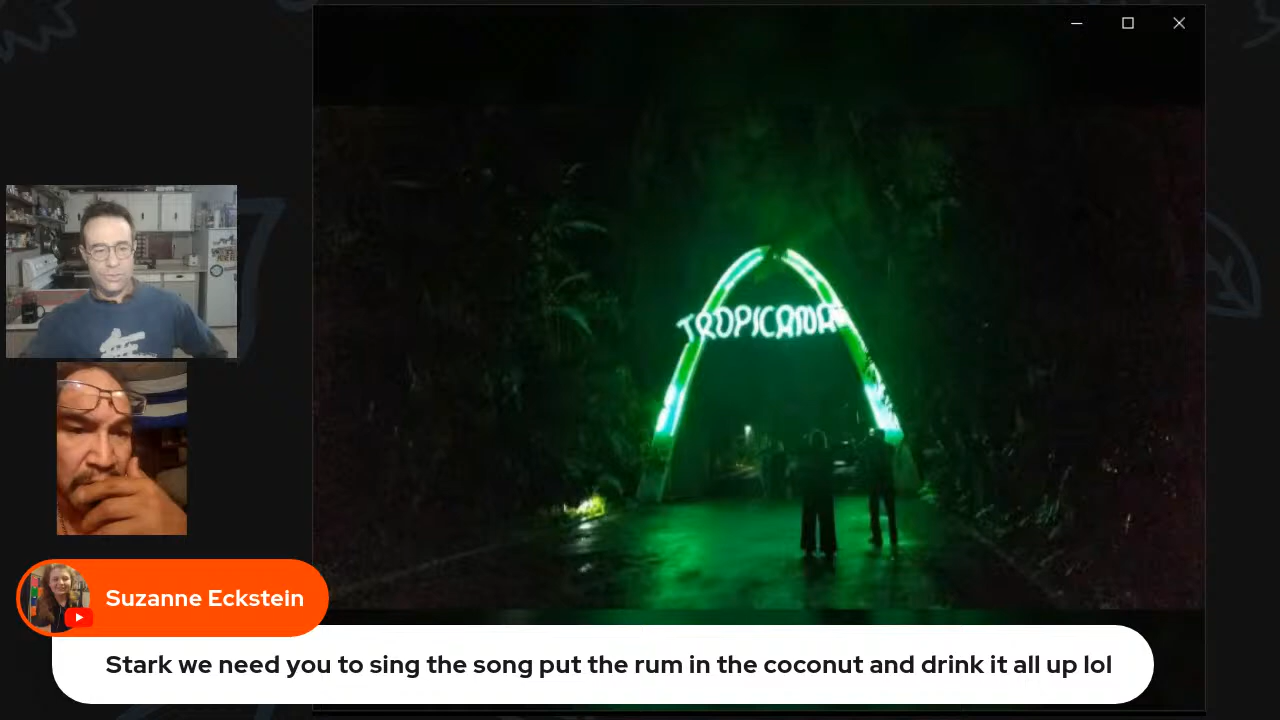 TROPICANA
無
Suzanne Eckstein
Stark we need you to sing the song put the rum in the coconut and drink it all up lol